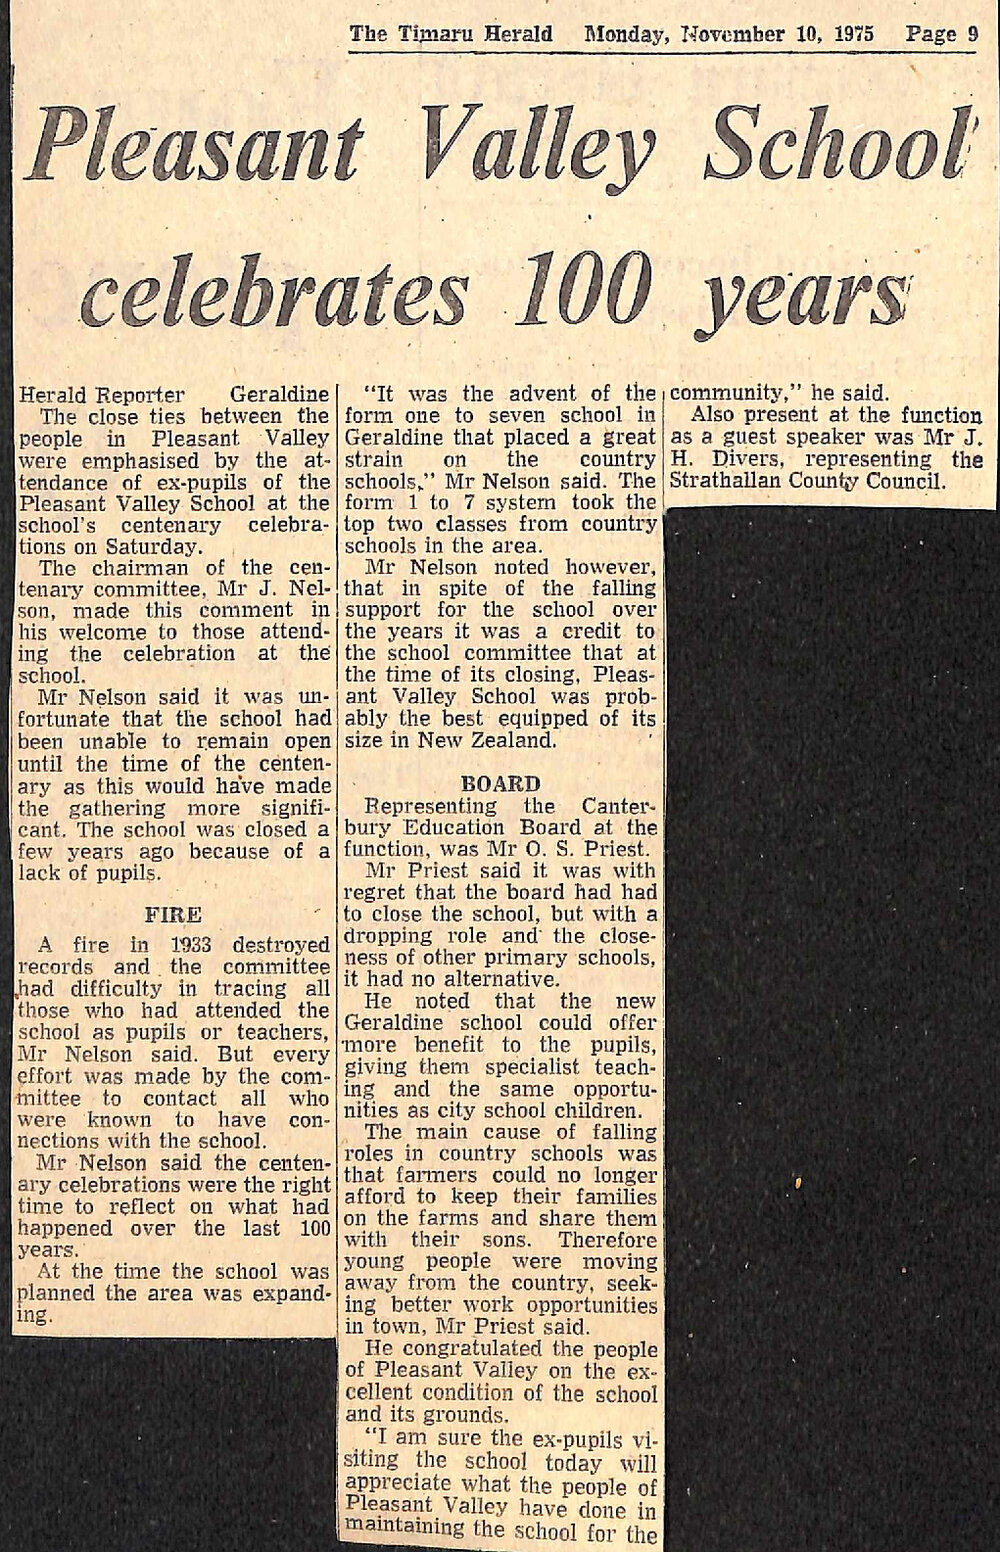 The Timaru Herald Monday, November 10, 1975 Page 9
Pleasant Valley School
celebrates 100 years
Herald Reporter Geraldine
The close ties between the
people in Pleasant Valley
were emphasised by the at-
tendance of ex-pupils of the
Pleasant Valley School at the
school's centenary celebra-
tions on Saturday.
The chairman of the cen-
tenary committee, Mr J. Nel-
son, made this comment in
his welcome to those attend-
ing the celebration at the
school.
Mr Nelson said it was un-
fortunate that the school had
been unable to remain open
until the time of the centen-
ary as this would have made
the gathering more signifi-
cant. The school was closed a
few years ago because of a
lack of pupils.
FIRE
A fire in 1933 destroyed
records and the committee
had difficulty in tracing all
those who had attended the
school as pupils or teachers,
Mr Nelson said. But every
effort was made by the com-
mittee to contact all who
were known to have con-
nections with the school.
Mr Nelson said the centen-
ary celebrations were the right
time to reflect on what had
happened over the last 100
years.
At the time the school was
planned the area was expand-
ing.
"It was the advent of the
form one to seven school in
Geraldine that placed a great
strain on the country
schools," Mr Nelson said. The
form 1 to 7 system took the
top two classes from country
schools in the area.
Mr Nelson noted however,
that in spite of the falling
support for the school over
the years it was a credit to
the school committee that at
the time of its closing, Pleas-
ant Valley School was prob-
ably the best equipped of its
size in New Zealand.
BOARD
Representing the Canter-
bury Education Board at the
function, was Mr O. S. Priest.
Mr Priest said it was with
regret that the board had had
to close the school, but with a
dropping role and the close-
ness of other primary schools,
it had no alternative.
He noted that the new
Geraldine school could offer
more benefit to the pupils,
giving them specialist teach-
ing and the same opportu-
nities as city school children.
The main cause of falling
roles in country schools was
that farmers could no longer
afford to keep their families
on the farms and share them
with their sons. Therefore
young people were moving
away from the country, seek-
ing better work opportunities
in town, Mr Priest said.
He congratulated the people
of Pleasant Valley on the ex-
cellent condition of the school
and its grounds.
"I am sure the ex-pupils vi-
siting the school today will
appreciate what the people of
Pleasant Valley have done in
maintaining the school for the
community," he said.
Also present at the function
as a guest speaker was Mr J.
H. Divers, representing the
Strathallan County Council.